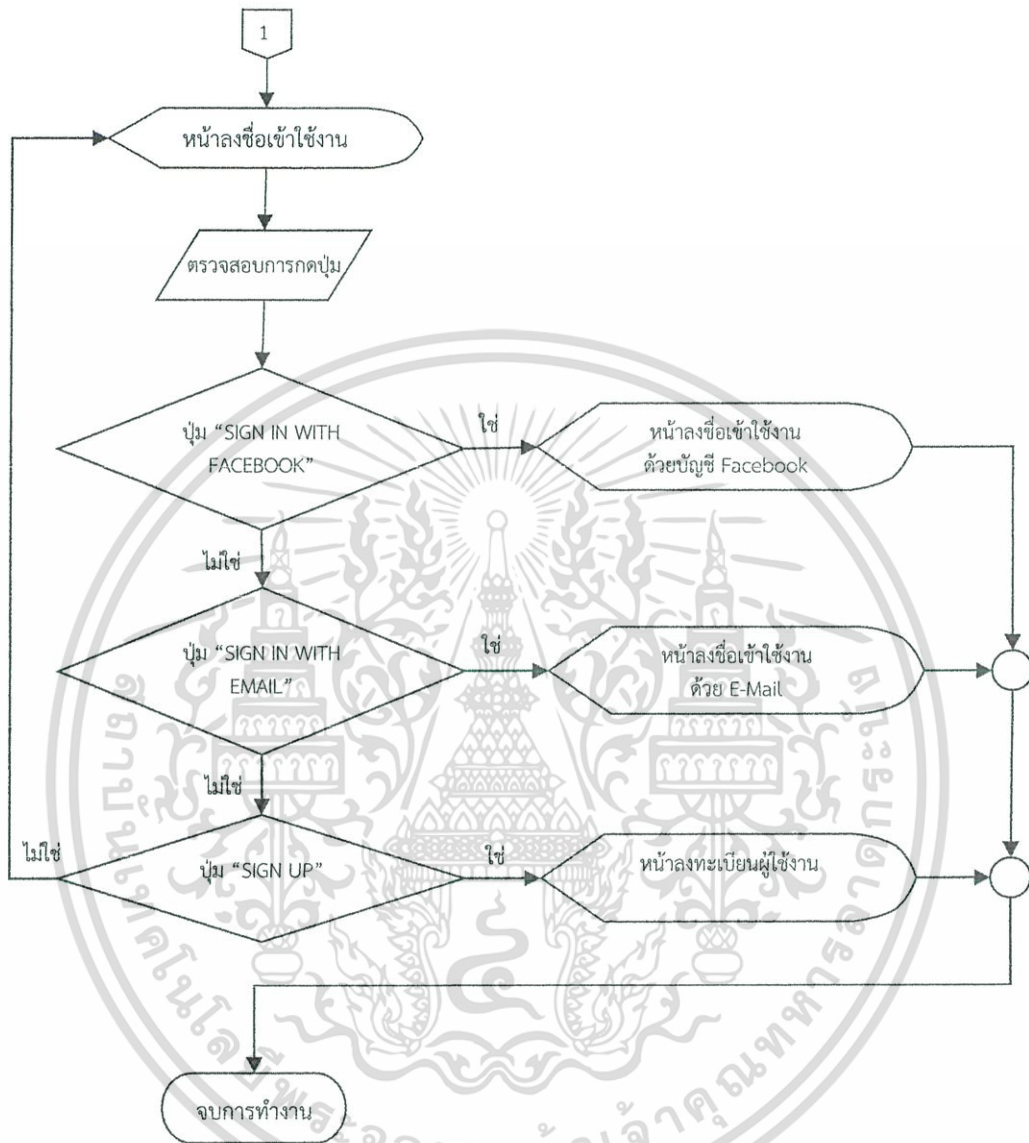 1
หน้าลงชื่อเข้าใช้งาน
ตรวจสอบการกดปุ่ม
ปุ่ม “SIGN IN WITH
FACEBOOK”
ใช่
หน้าลงชื่อเข้าใช้งาน
ด้วยบัญชี Facebook
ไม่ใช่
ปุ่ม “SIGN IN WITH
EMAIL”
ใช่
หน้าลงชื่อเข้าใช้งาน
ด้วย E-Mail
ไม่ใช่
ไม่ใช่
ปุ่ม “SIGN UP”
ใช่
หน้าลงทะเบียนผู้ใช้งาน
จบการทำงาน